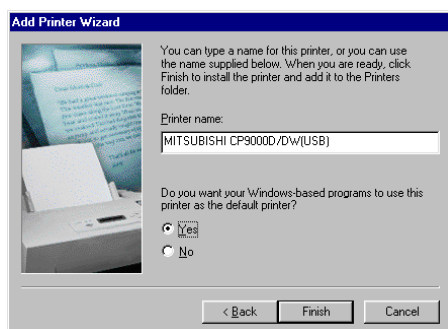 Add Printer Wizard
You can type a name for this printer, or you can use
the name supplied below. When you are ready, click
Finish to install the printer and add it to the Printers
folder.
Printer name:
MITSUBISHI CP9000D/DW(USB)
Do you want your Windows-based programs to use this
printer as the default printer?
Yes
No
< Back
Finish
Cancel